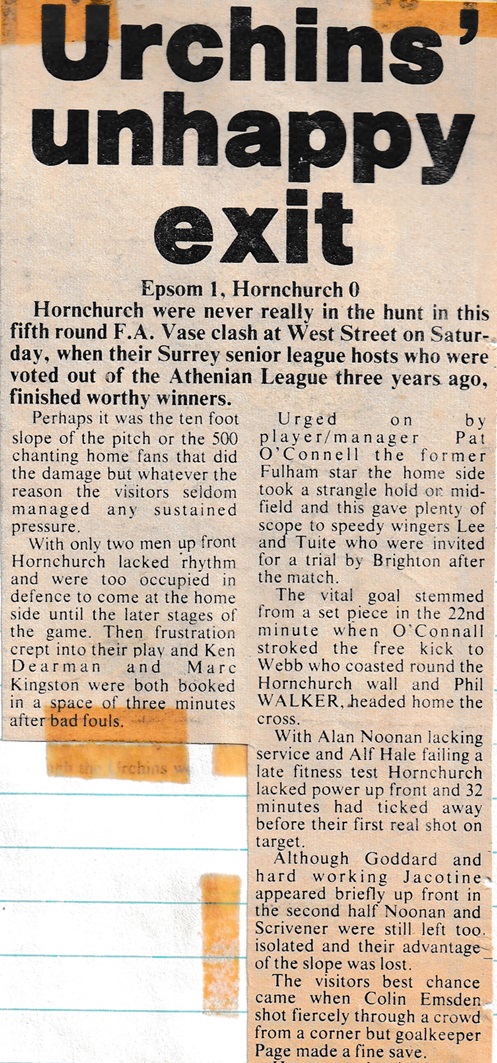 Urchins'
unhappy
exit
Epsom 1, Hornchurch 0
Hornchurch were never really in the hunt in this
fifth round F.A. Vase clash at West Street on Satur-
day, when their Surrey senior league hosts who were
voted out of the Athenian League three years ago,
finished worthy winners.
Perhaps it was the ten foot
slope of the pitch or the 500
chanting home fans that did
the damage but whatever the
reason the visitors seldom
managed any sustained
pressure.
With only two men up front
Hornchurch lacked rhythm
and were too occupied in
defence to come at the home
side until the later stages of
the game. Then frustration
crept into their play and Ken
Dearman and Marc
Kingston were both booked
in a space of three minutes
after bad fouls.
the Urchins
Urged on by
player/manager Pat
O'Connell the former
Fulham star the home side
took a strangle hold on mid-
field and this gave plenty of
scope to speedy wingers Lee
and Tuite who were invited
for a trial by Brighton after
the match.
The vital goal stemmed
from a set piece in the 22nd
minute when O'Connall
stroked the free kick to
Webb who coasted round the
Hornchurch wall and Phil
WALKER, headed home the
cross.
With Alan Noonan lacking
service and Alf Hale failing a
late fitness test Hornchurch
lacked power up front and 32
minutes had ticked away
before their first real shot on
target.
Although Goddard and
hard working Jacotine
appeared briefly up front in
the second half Noonan and
Scrivener were still left too
isolated and their advantage
of the slope was lost.
The visitors best chance
came when Colin Emsden
shot fiercely through a crowd
from a corner but goalkeeper
Page made a fine save.